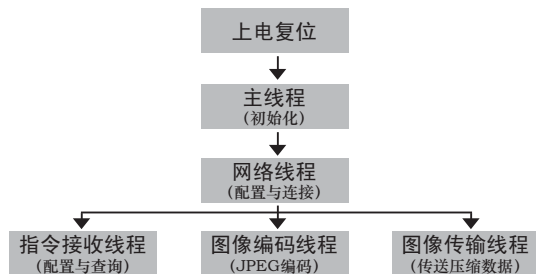 上电复位
主线程
(初始化)
网络线程
(配置与连接)
指令接收线程
(配置与查询)
图像编码线程
(JPEG编码)
图像传输线程
(传送压缩数据)